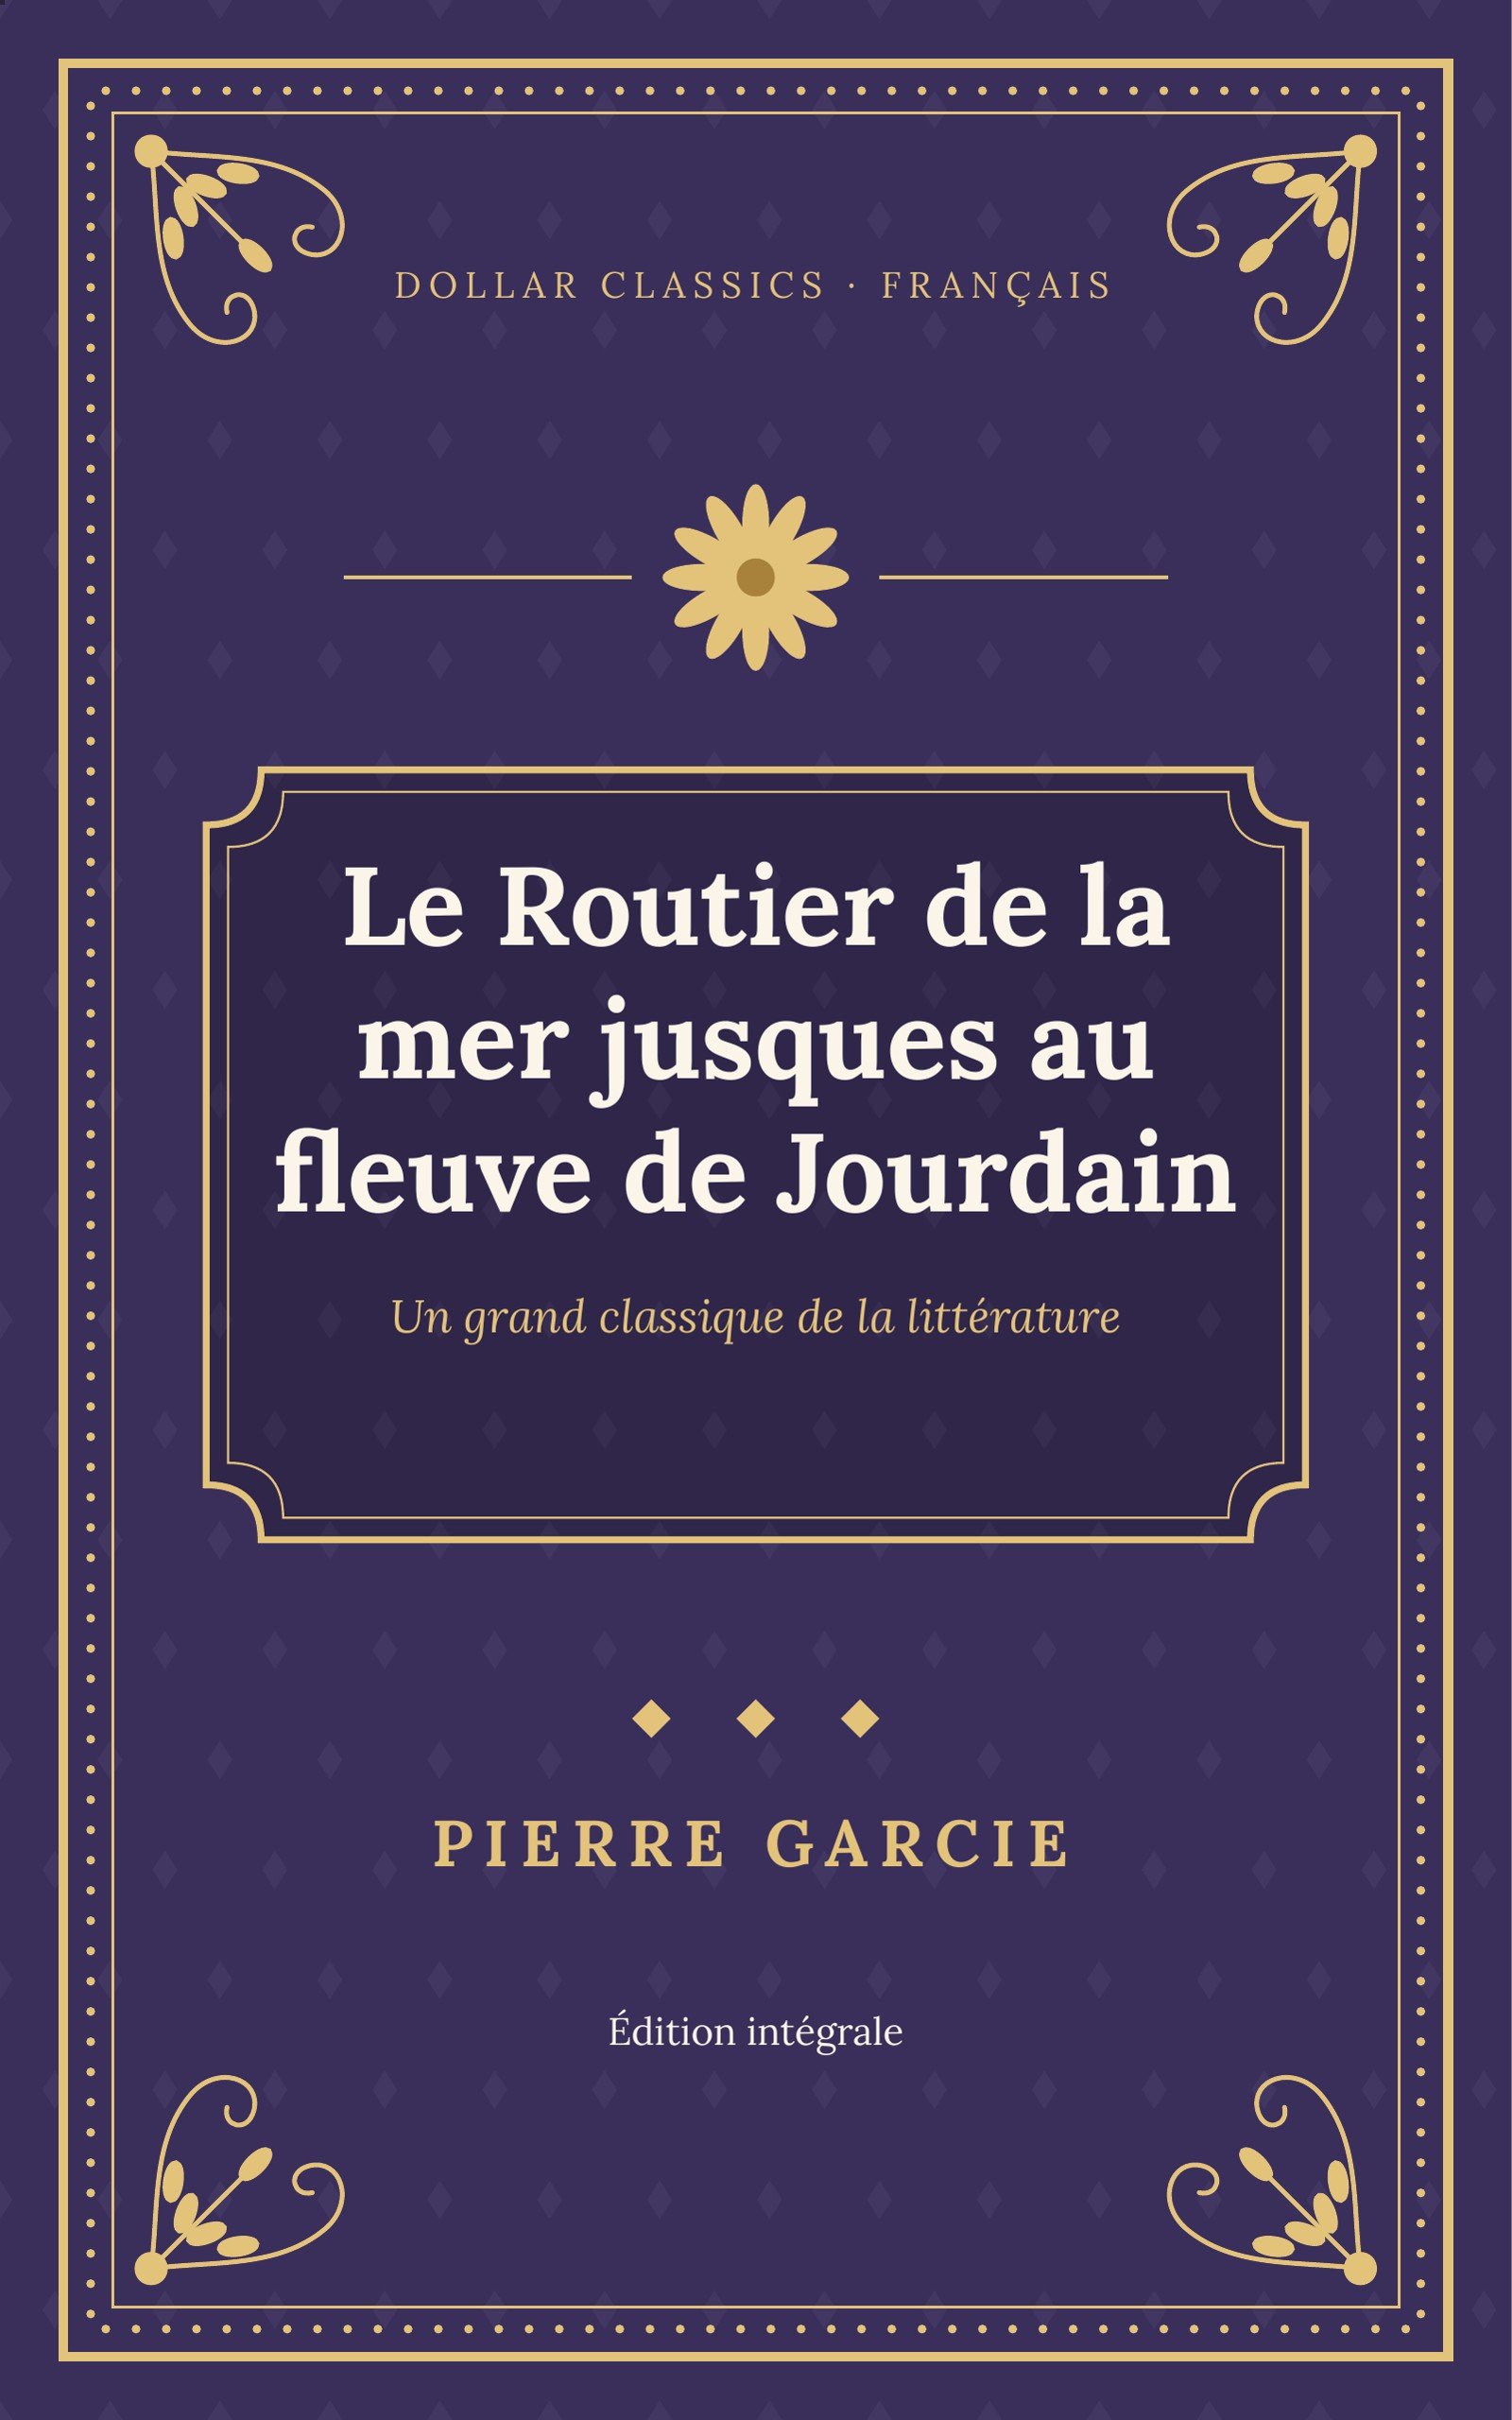 DOLLAR CLASSICS · FRANÇAIS
Le Routier de la
mer jusques au
fleuve de Jourdain
Un grand classique de la littérature
PIERRE GARCIE
Édition intégrale